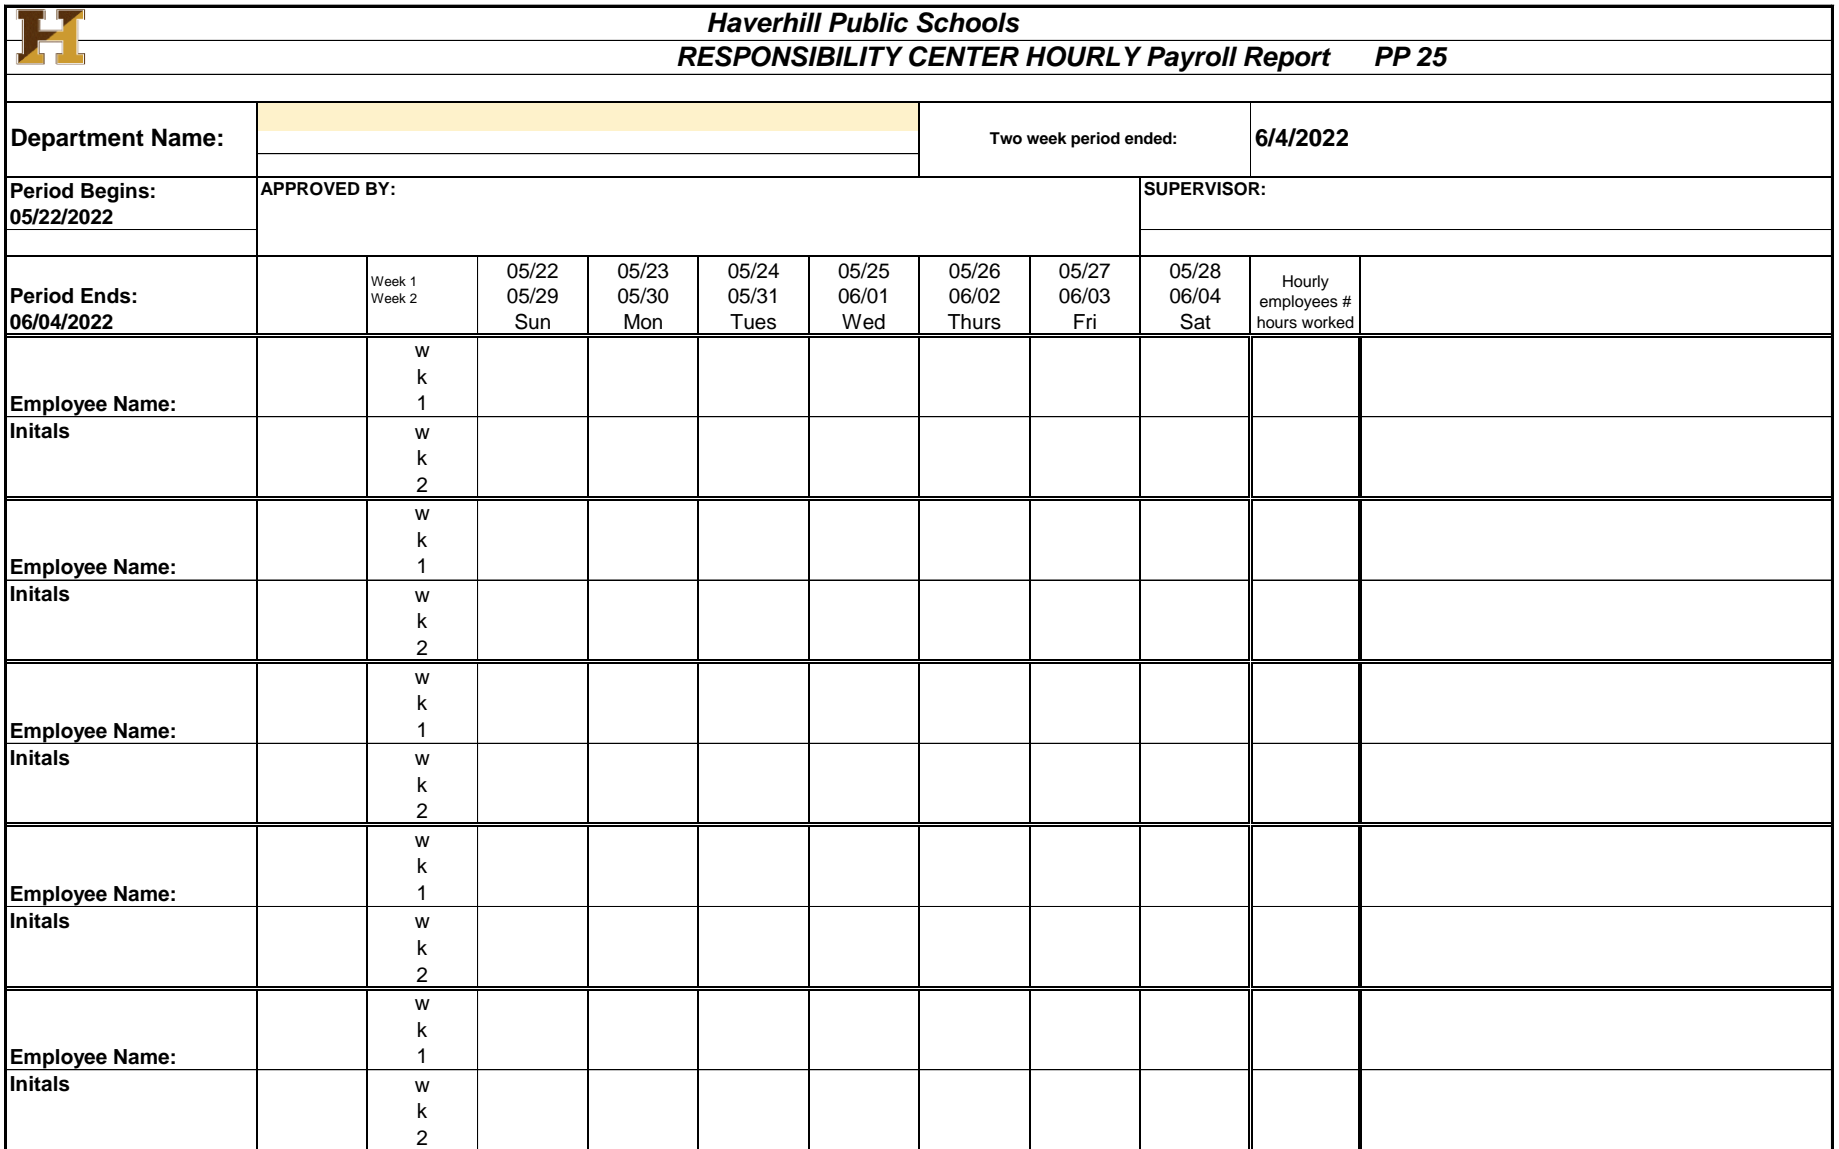 H
Haverhill Public Schools
RESPONSIBILITY CENTER HOURLY Payroll Report PP 25
Department Name:
Two week period ended:
6/4/2022
Period Begins:
05/22/2022
APPROVED BY:
SUPERVISOR:
Period Ends:
06/04/2022
Week 1
Week 2
05/22
05/29
Sun
05/23
05/30
Mon
05/24
05/31
Tues
05/25
06/01
Wed
05/26
06/02
Thurs
05/27
06/03
Fri
05/28
06/04
Sat
Hourly
employees #
hours worked
Employee Name:
w
k
1
Initals
w
k
2
Employee Name:
w
k
1
Initals
w
k
2
Employee Name:
w
k
1
Initals
w
k
2
Employee Name:
w
k
1
Initals
w
k
2
Employee Name:
w
k
1
Initals
w
k
2